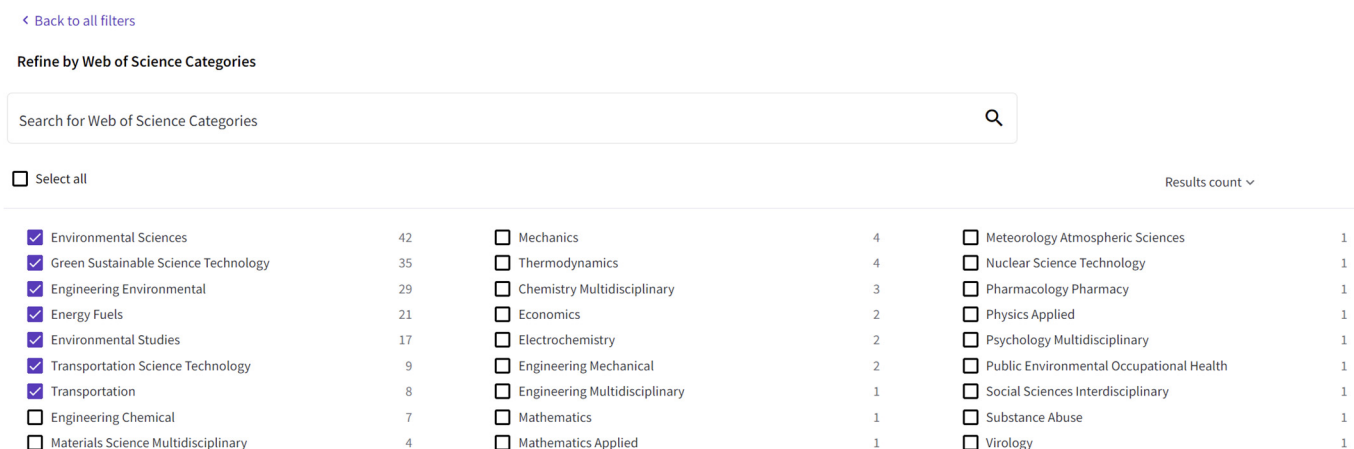 Back to all filters
Refine by Web of Science Categories
Search for Web of Science Categories
Select all
Results count
Environmental Sciences 42
Green Sustainable Science Technology 35
Engineering Environmental 29
Energy Fuels 21
Environmental Studies 17
Transportation Science Technology 9
Transportation 8
Engineering Chemical 7
Materials Science Multidisciplinary 4
Mechanics 4
Thermodynamics 4
Chemistry Multidisciplinary 3
Economics 2
Electrochemistry 2
Engineering Mechanical 2
Engineering Multidisciplinary 1
Mathematics 1
Mathematics Applied 1
Meteorology Atmospheric Sciences 1
Nuclear Science Technology 1
Pharmacology Pharmacy 1
Physics Applied 1
Psychology Multidisciplinary 1
Public Environmental Occupational Health 1
Social Sciences Interdisciplinary 1
Substance Abuse 1
Virology 1